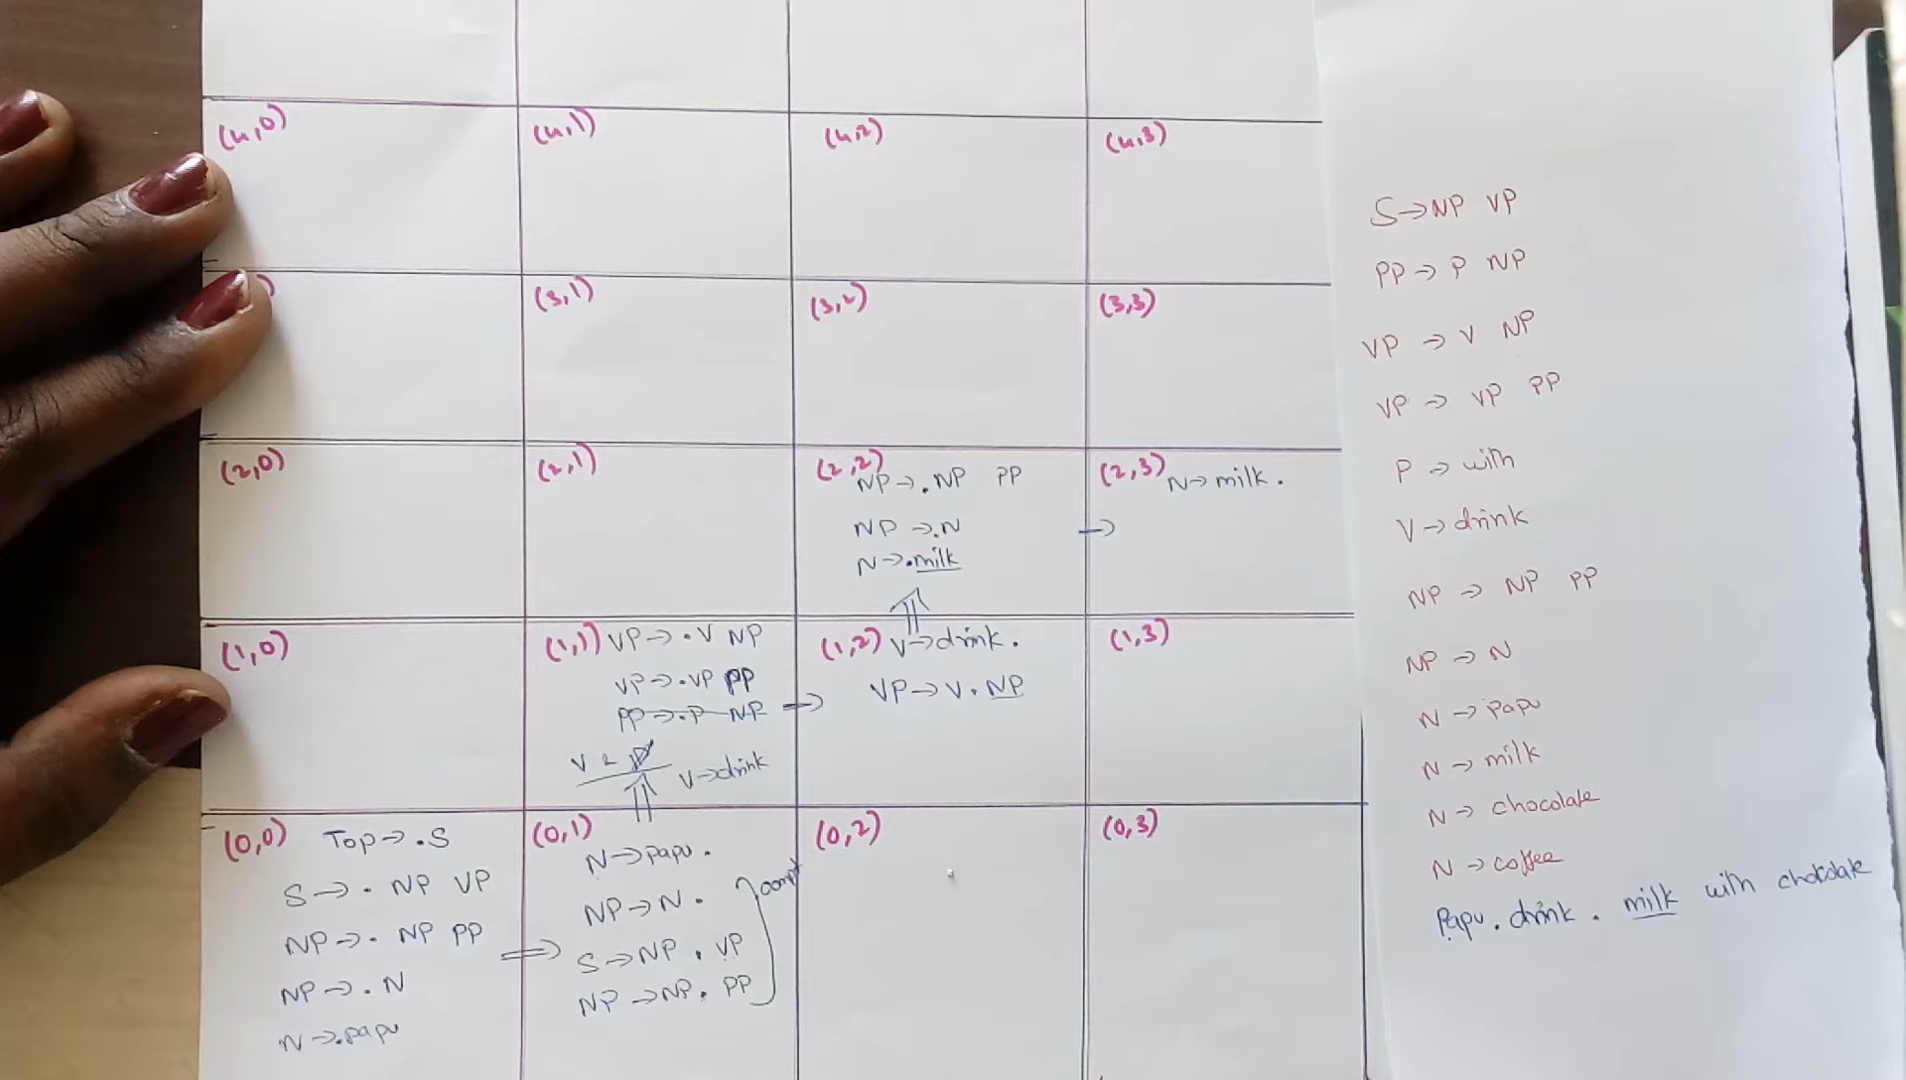 (4,0)
(4,1)
(4,2)
(4,3)
)
(3,1)
(3,2)
(3,3)
(2,0)
(2,1)
(2,2)
NP → .NP PP
NP → .N
N → .milk
(2,3) N → milk.
→
(1,0)
(1,1) VP → .V NP
VP → .VP PP
PP → .P NP
V & P
V → drink
→
(1,2) V → drink.
VP → V . NP
(1,3)
(0,0) Top → .S
S → . NP VP
NP → . NP PP
NP → . N
N → .papu
⇒
(0,1)
N → papu .
NP → N .
S → NP . VP
NP → NP . PP
(0,2)
(0,3)
S → NP VP
PP → P NP
VP → V NP
VP → VP PP
P → with
V → drink
NP → NP PP
NP → N
N → papu
N → milk
N → chocolate
N → coffee
Papu . drink . milk with chocolate